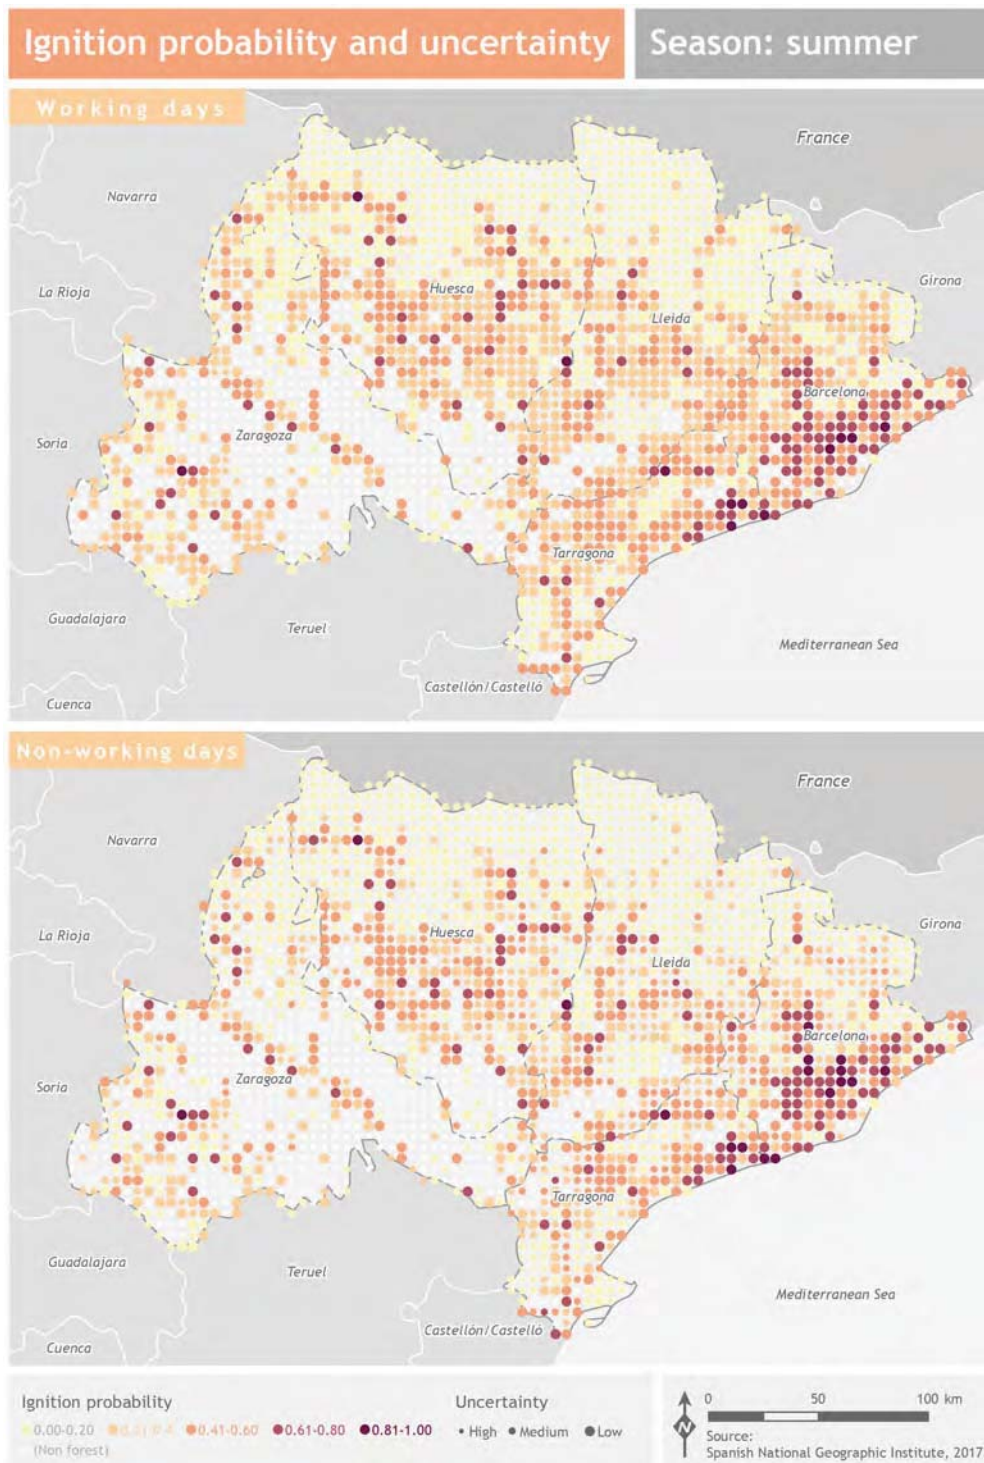 Ignition probability and uncertainty
Season: summer
Working days
France
Navarra
La Rioja
Huesca
Girona
Lleida
Barcelona
Soria
Zaragoza
Tarragona
Guadalajara
Teruel
Mediterranean Sea
Castellón/Castelló
Cuenca
Non-working days
France
Navarra
La Rioja
Huesca
Girona
Lleida
Barcelona
Soria
Zaragoza
Tarragona
Guadalajara
Teruel
Mediterranean Sea
Castellón/Castelló
Cuenca
Ignition probability
0.00-0.20
(Non forest)
0.41-0.60
0.61-0.80
0.81-1.00
Uncertainty
High
Medium
Low
N
0 50 100 km
Source:
Spanish National Geographic Institute, 2017